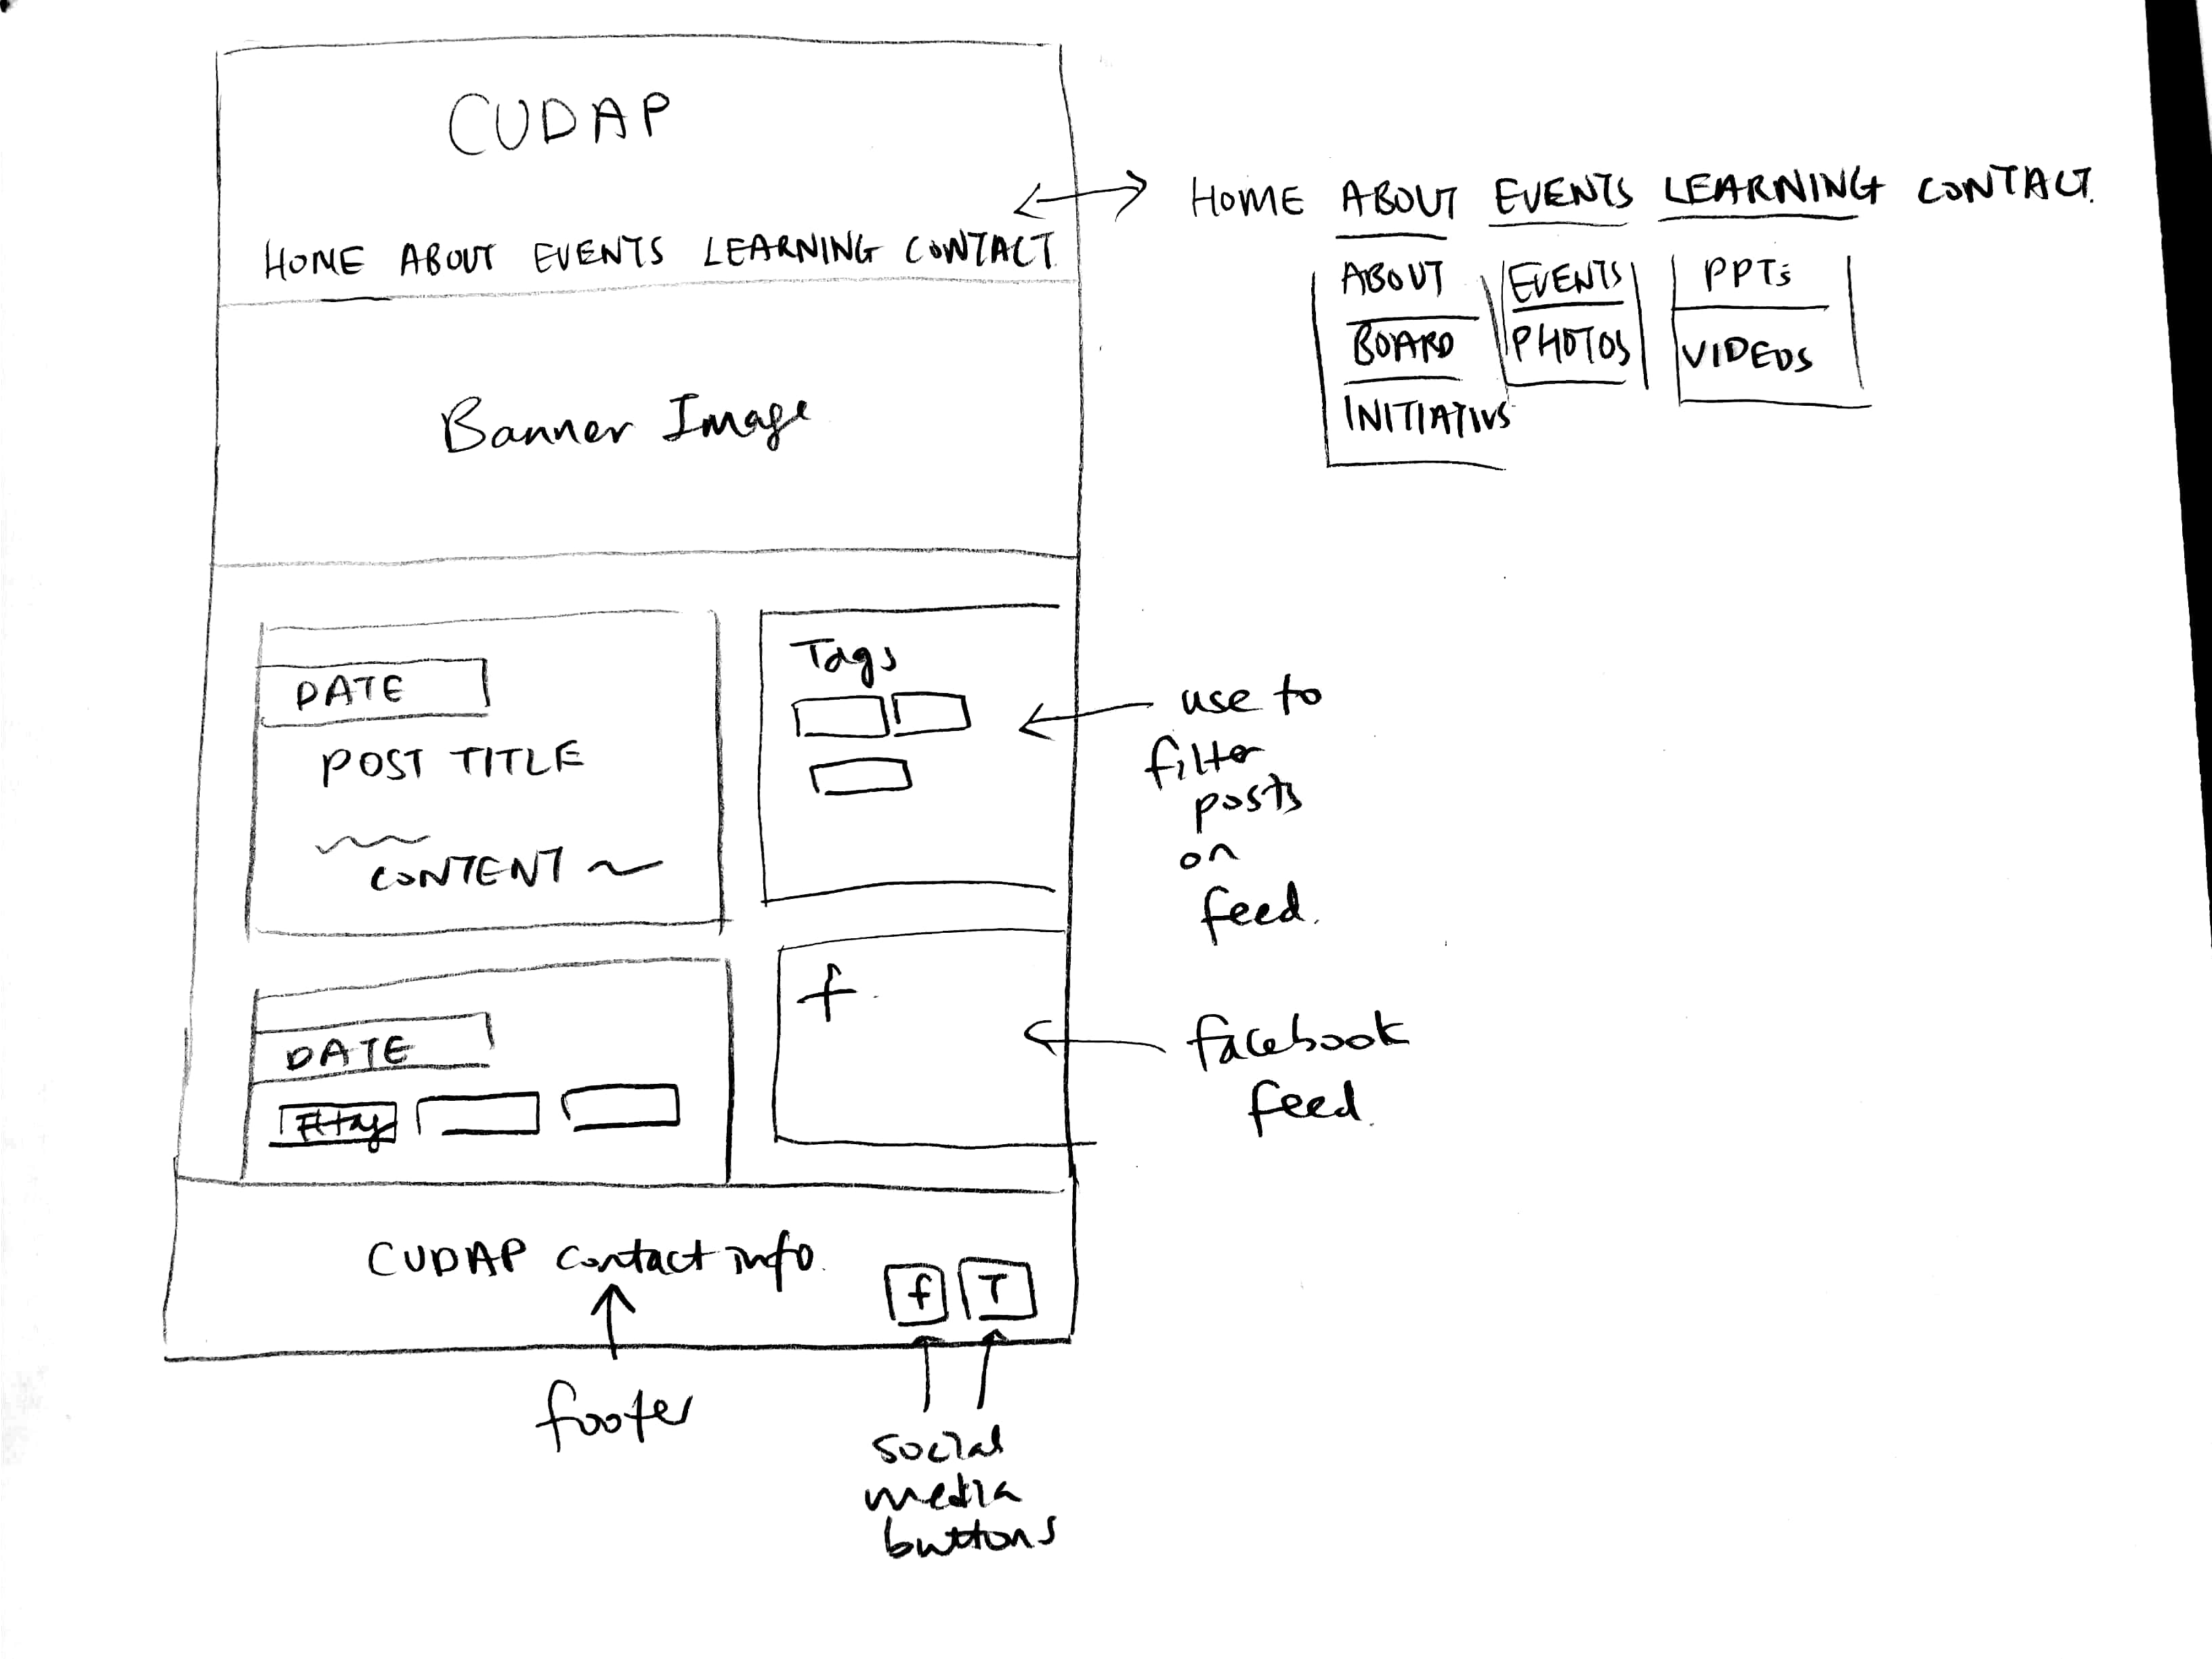 CUDAP
HOME ABOUT EVENTS LEARNING CONTACT
HOME ABOUT EVENTS LEARNING CONTACT.
ABOUT
BOARD
INITIATIVS
EVENTS
PHOTOS
PPTs
VIDEOS
Banner Image
DATE
POST TITLE
CONTENT
Tags
use to
filter
posts
on
feed.
DATE
f
facebook
feed.
CUDAP contact info.
f T
footer
social
media
buttons